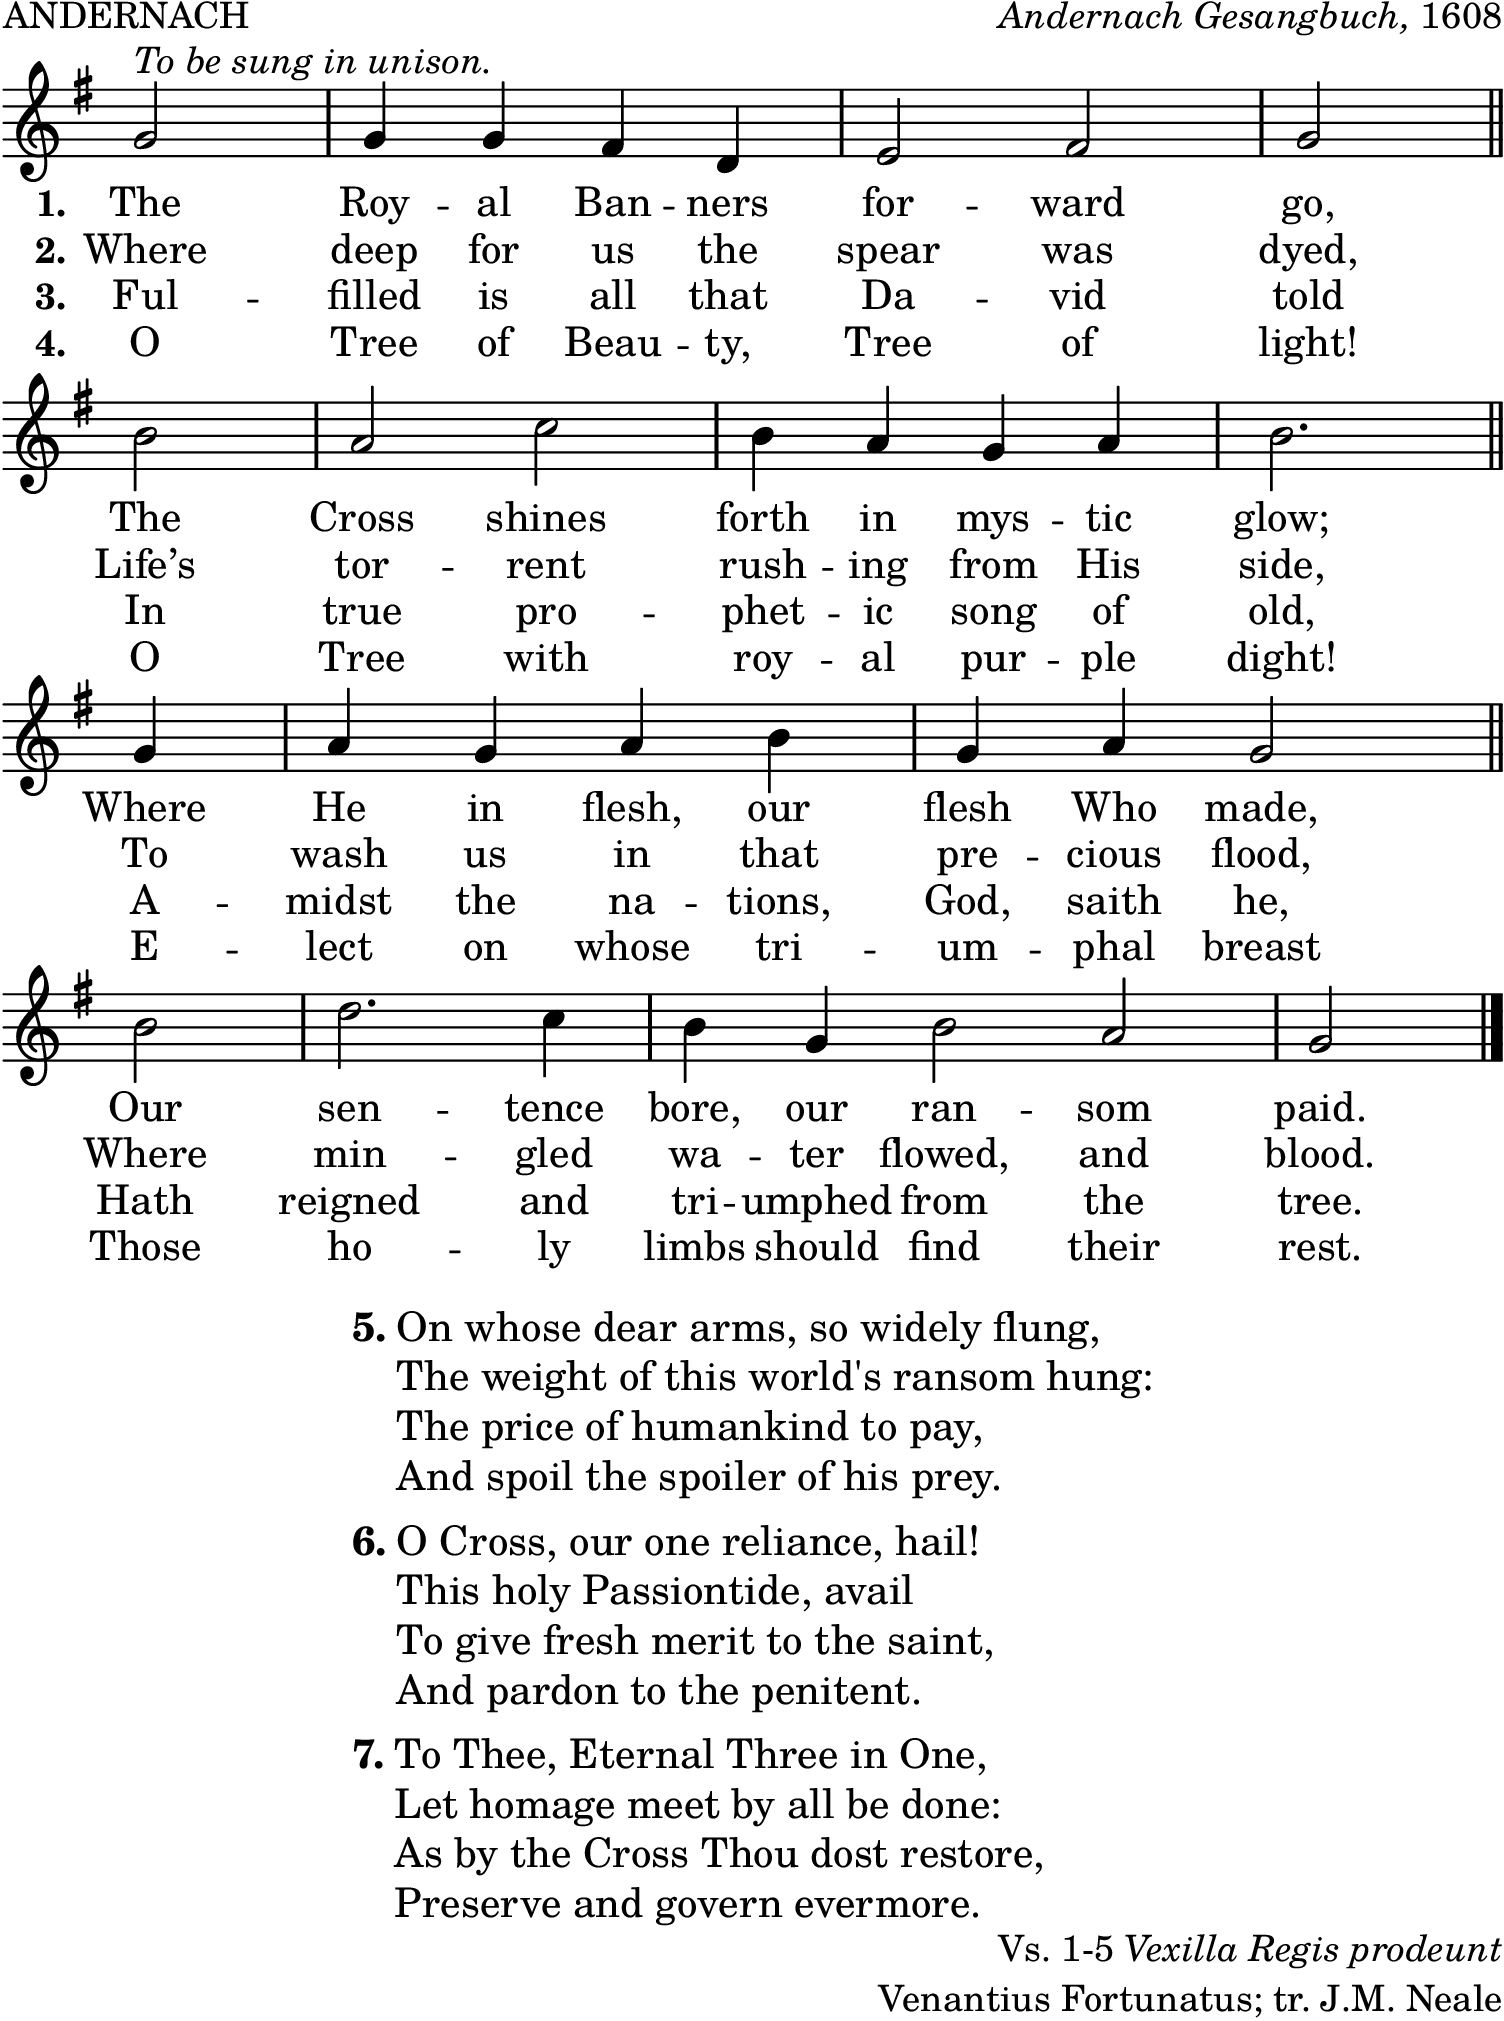 ANDERNACH Andernach Gesangbuch, 1608
To be sung in unison.
1. The Roy -- al Ban -- ners for -- ward go,
2. Where deep for us the spear was dyed,
3. Ful -- filled is all that Da -- vid told
4. O Tree of Beau -- ty, Tree of light!
The Cross shines forth in mys -- tic glow;
Life’s tor -- rent rush -- ing from His side,
In true pro -- phet -- ic song of old,
O Tree with roy -- al pur -- ple dight!
Where He in flesh, our flesh Who made,
To wash us in that pre -- cious flood,
A -- midst the na -- tions, God, saith he,
E -- lect on whose tri -- um -- phal breast
Our sen -- tence bore, our ran -- som paid.
Where min -- gled wa -- ter flowed, and blood.
Hath reigned and tri -- umphed from the tree.
Those ho -- ly limbs should find their rest.
5. On whose dear arms, so widely flung,
The weight of this world's ransom hung:
The price of humankind to pay,
And spoil the spoiler of his prey.
6. O Cross, our one reliance, hail!
This holy Passiontide, avail
To give fresh merit to the saint,
And pardon to the penitent.
7. To Thee, Eternal Three in One,
Let homage meet by all be done:
As by the Cross Thou dost restore,
Preserve and govern evermore.
Vs. 1-5 Vexilla Regis prodeunt
Venantius Fortunatus; tr. J.M. Neale